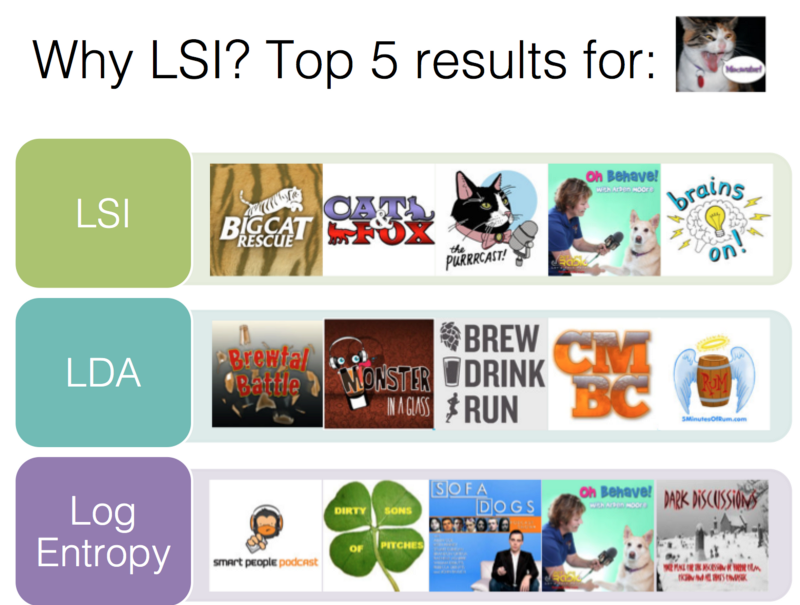 Why LSI? Top 5 results for:
LSI
BIG CAT
RESCUE
CAT
&
FOX
the
PURRRCAST!
Oh Behave!
brains
on!
LDA
Brewtal
Battle
MONSTER
IN A GLASS
BREW
DRINK
RUN
CM
BC
RUM
5MinutesOfRum.com
Log
Entropy
smart people podcast
DIRTY SONS
OF PITCHES
SOFA
DOGS
Oh Behave!
DARK DISCUSSIONS